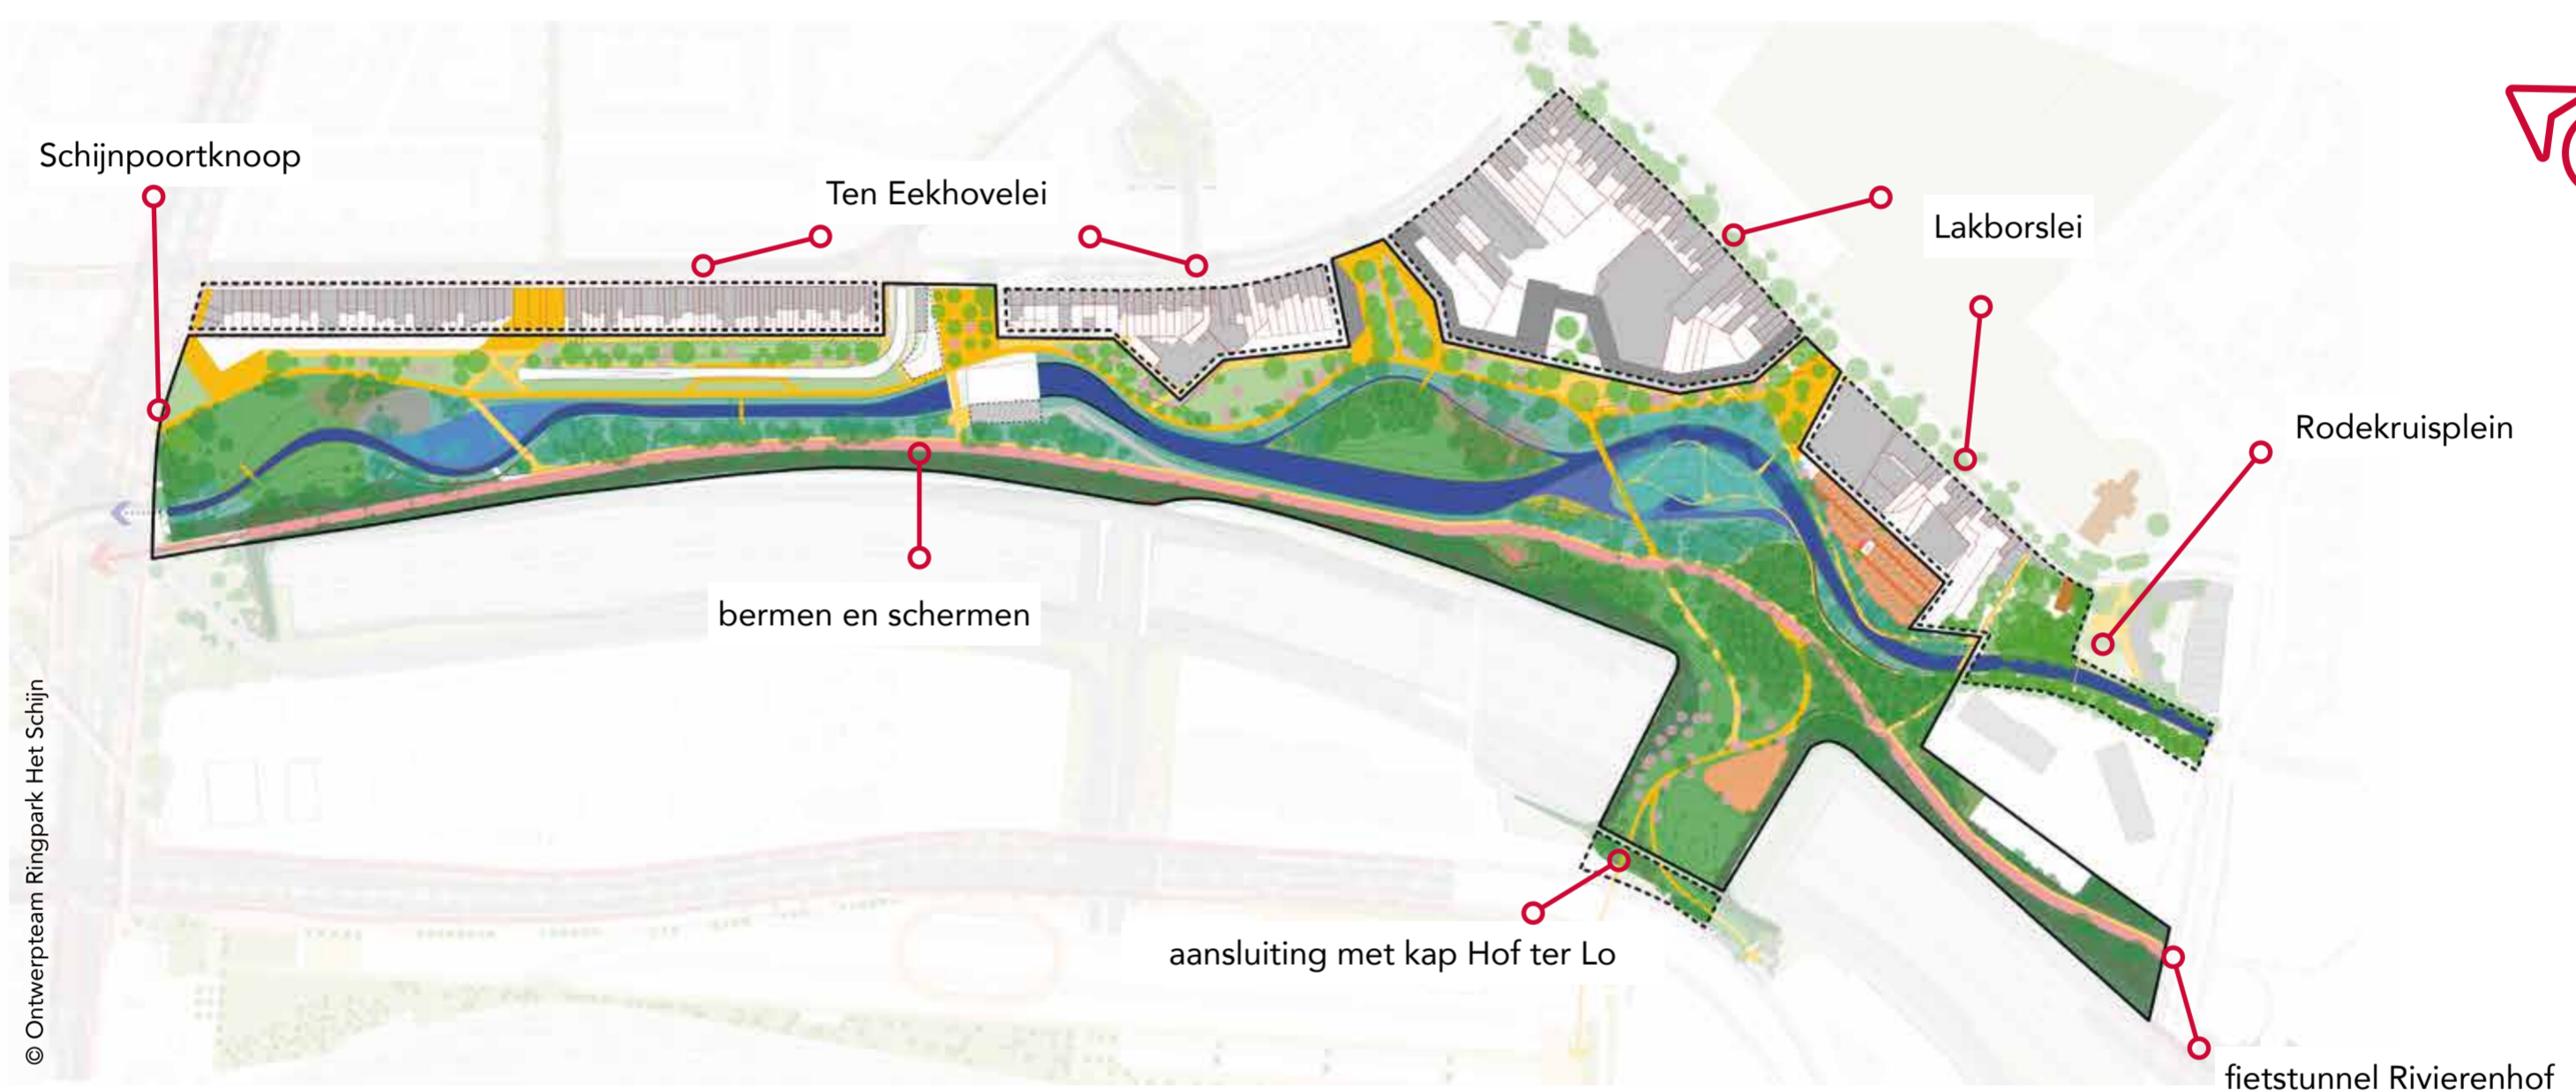 Schijnpoortknoop
Ten Eekhovelei
Lakborslei
Rodekruisplein
bermen en schermen
aansluiting met kap Hof ter Lo
fietstunnel Rivierenhof
© Ontwerpteam Ringpark Het Schijn